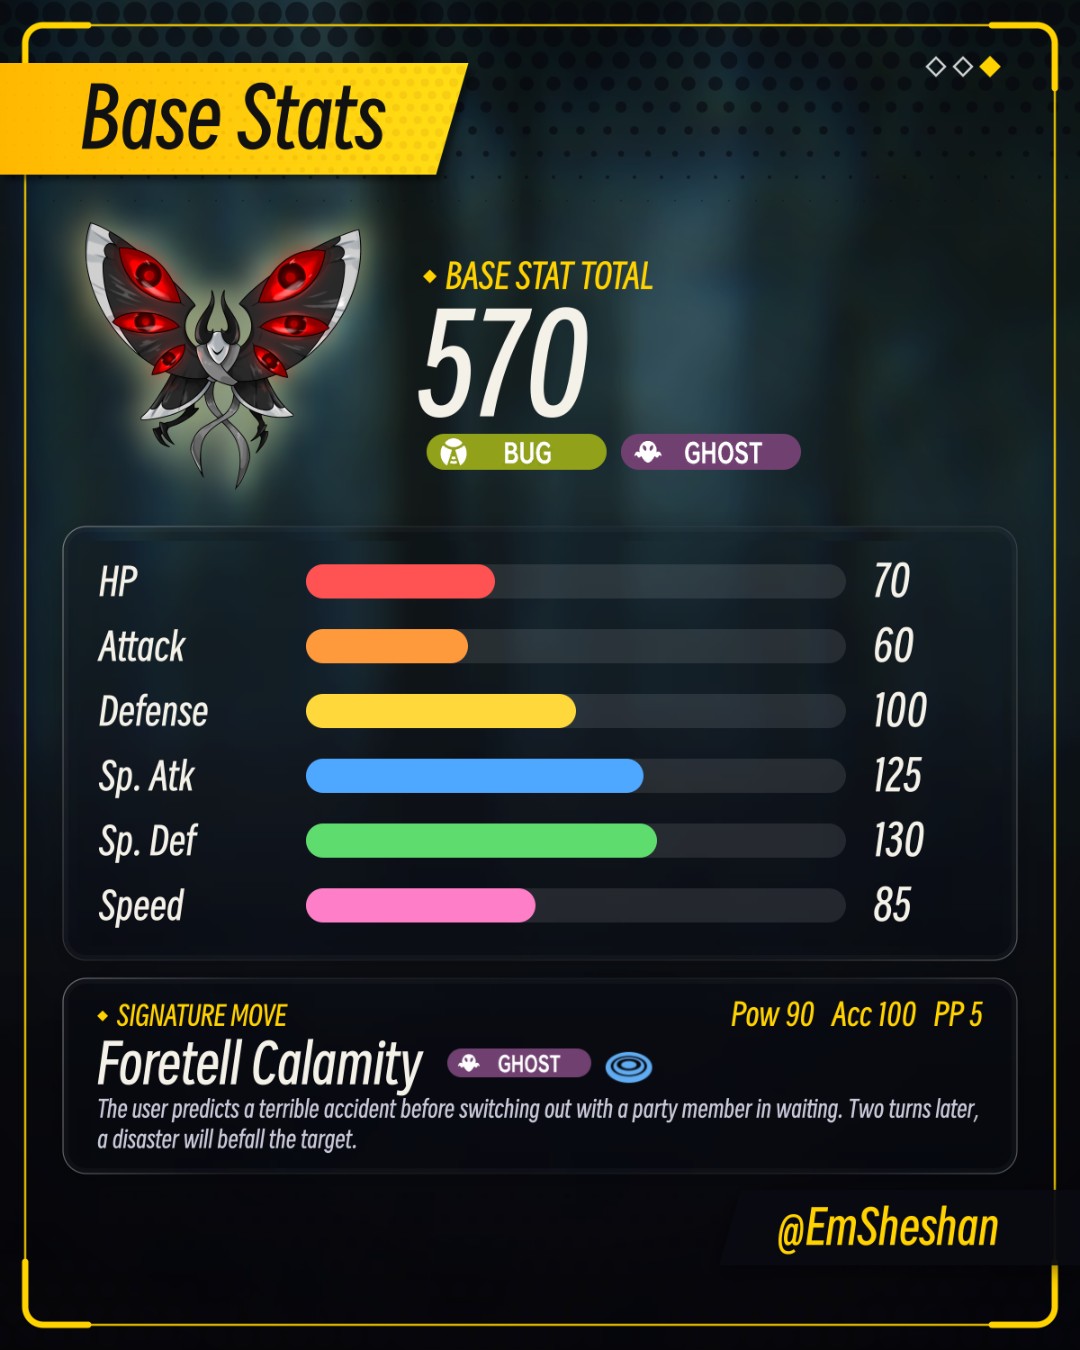 Base Stats
BASE STAT TOTAL
570
BUG GHOST
HP 70
Attack 60
Defense 100
Sp. Atk 125
Sp. Def 130
Speed 85
SIGNATURE MOVE Pow 90 Acc 100 PP 5
Foretell Calamity GHOST
The user predicts a terrible accident before switching out with a party member in waiting. Two turns later,
a disaster will befall the target.
@EmSheshan